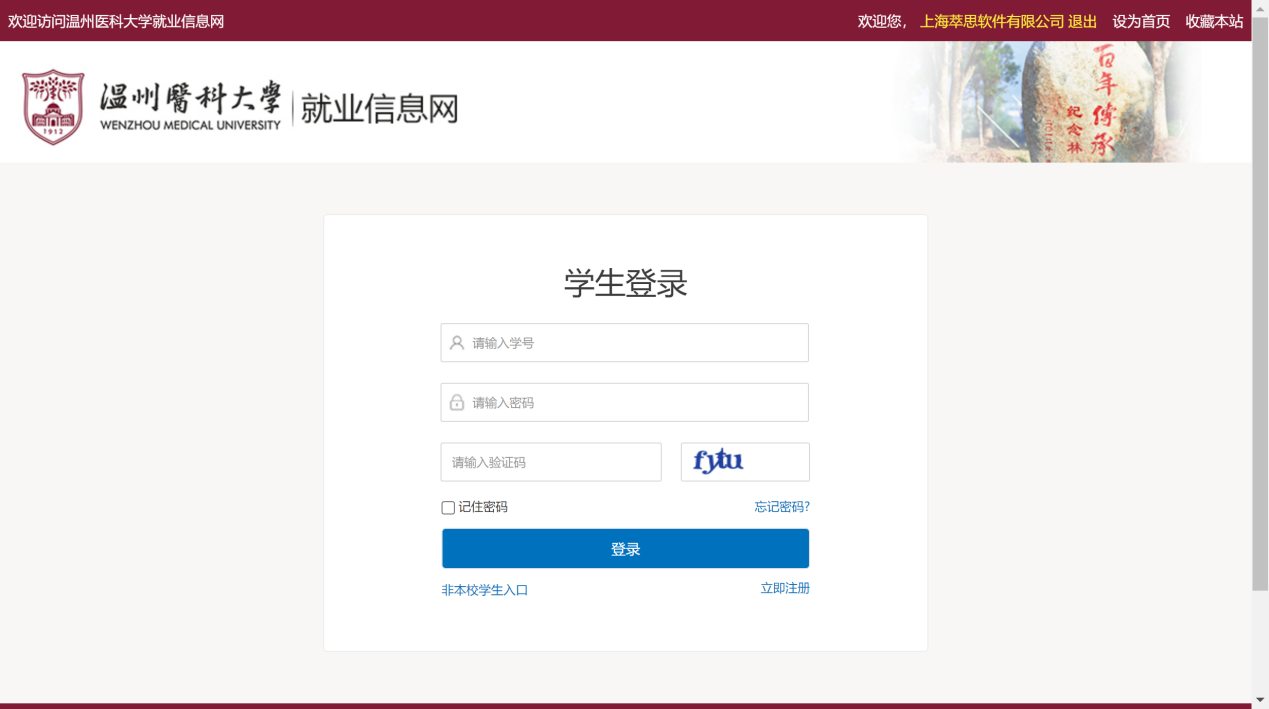 欢迎访问温州医科大学就业信息网
欢迎您， 上海萃思软件有限公司 退出 设为首页 收藏本站
温州醫科大學 就业信息网
WENZHOU MEDICAL UNIVERSITY
1912
百年傳承
纪念林
学生登录
请输入学号
请输入密码
请输入验证码
fytu
记住密码 忘记密码?
登录
非本校学生入口 立即注册